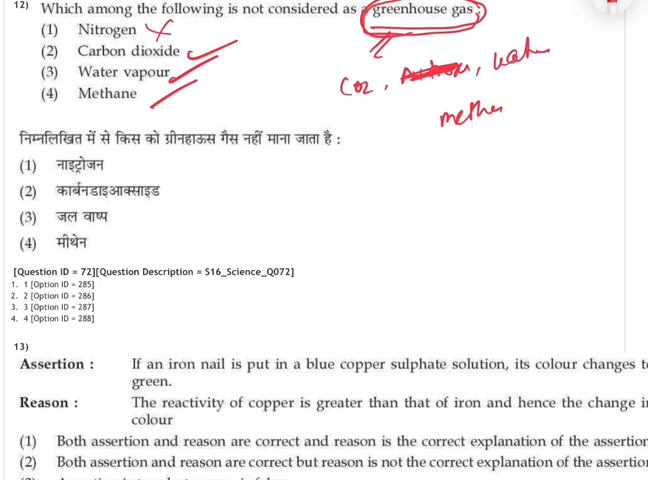 12) Which among the following is not considered as a greenhouse gas;
(1) Nitrogen
(2) Carbon dioxide
(3) Water vapour
(4) Methane
CO2, , wat
methe
निम्नलिखित में से किस को ग्रीनहाऊस गैस नहीं माना जाता है :
(1) नाइट्रोजन
(2) कार्बनडाइआक्साइड
(3) जल वाष्प
(4) मीथेन
[Question ID = 72][Question Description = S16_Science_Q072]
1. 1 [Option ID = 285]
2. 2 [Option ID = 286]
3. 3 [Option ID = 287]
4. 4 [Option ID = 288]
13)
Assertion : If an iron nail is put in a blue copper sulphate solution, its colour changes t
green.
Reason : The reactivity of copper is greater than that of iron and hence the change i
colour
(1) Both assertion and reason are correct and reason is the correct explanation of the assertion
(2) Both assertion and reason are correct but reason is not the correct explanation of the assertio